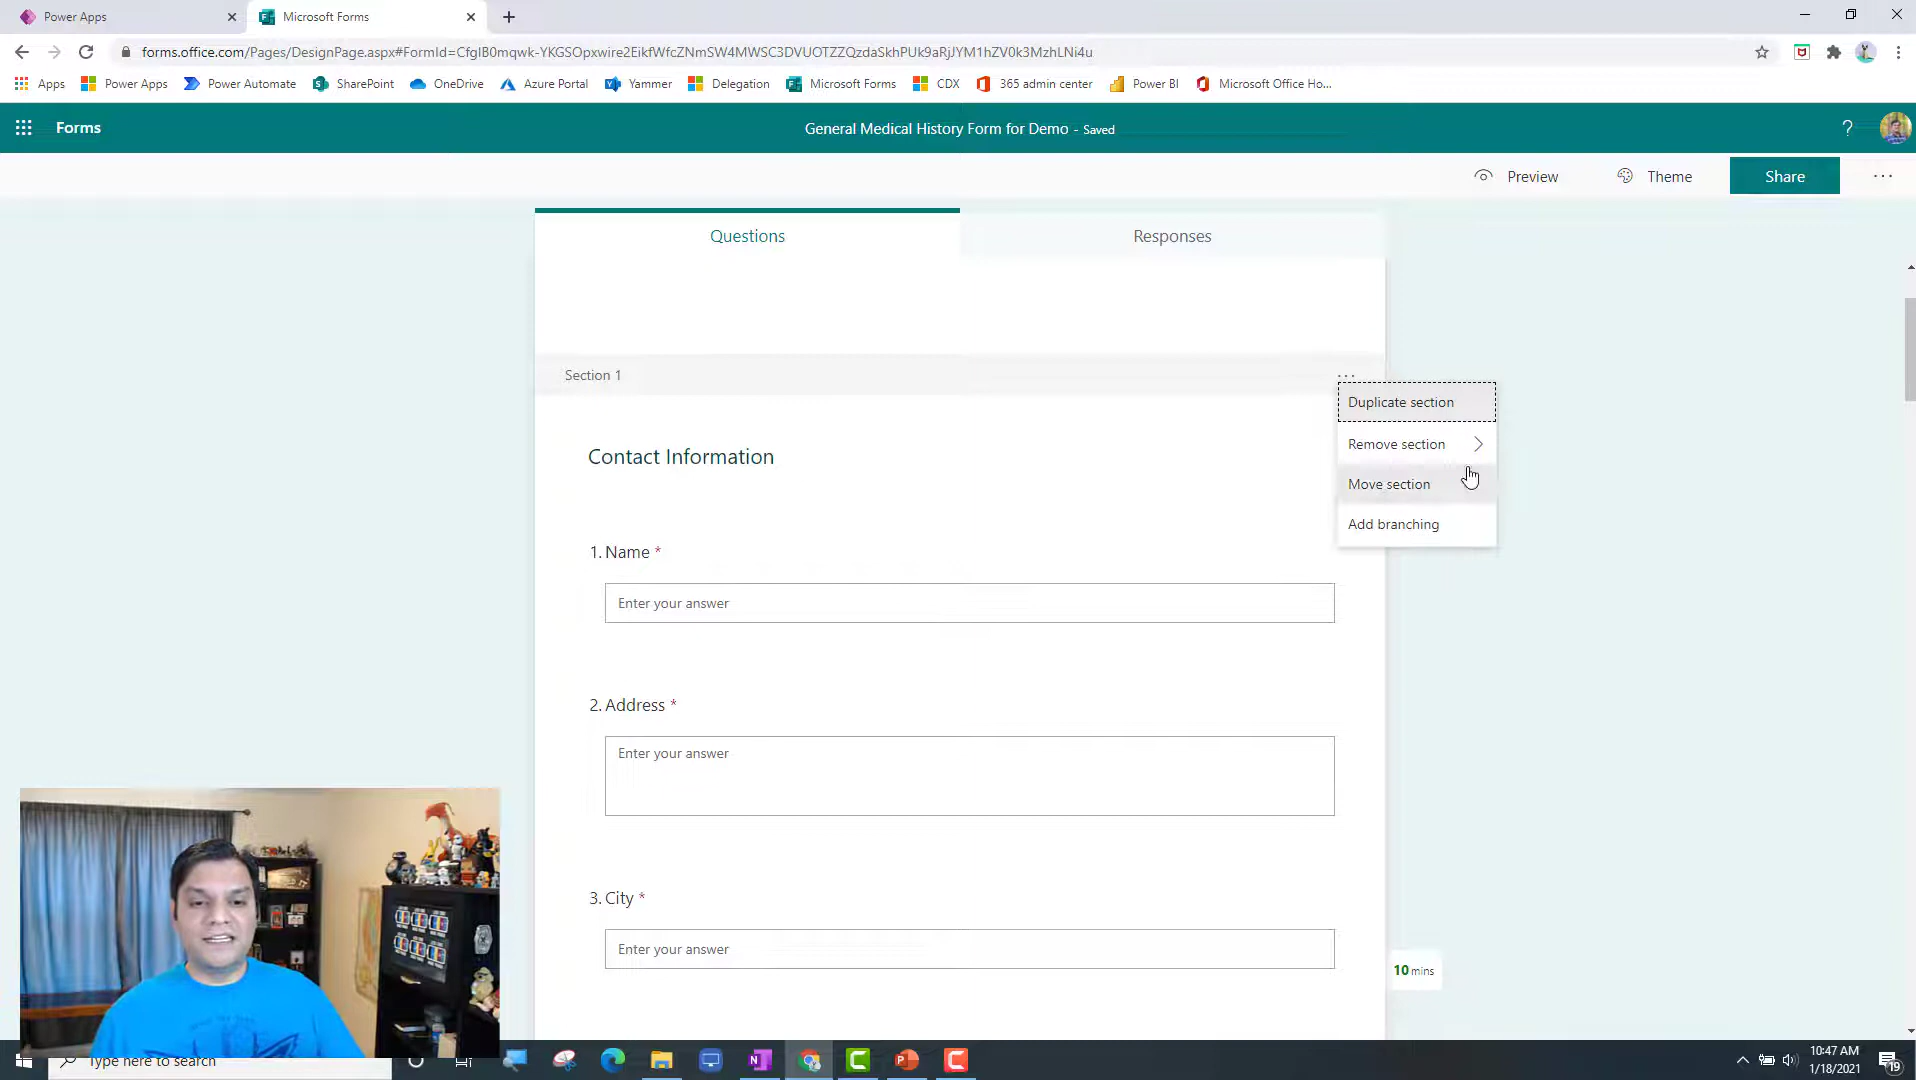 Power Apps
Microsoft Forms
forms.office.com/Pages/DesignPage.aspx#FormId=CfgIB0mqwk-YKGSOpxwire2EikfWfcZNmSW4MWSC3DVUOTZZQzdaSkhPUk9aRjJYM1hZV0k3MzhLNi4u
Apps Power Apps Power Automate SharePoint OneDrive Azure Portal Yammer Delegation Microsoft Forms CDX 365 admin center Power BI Microsoft Office Ho...
Forms General Medical History Form for Demo - Saved ?
Preview Theme Share ...
Questions Responses
Section 1 ...
Duplicate section
Remove section
Move section
Add branching
Contact Information
1. Name *
Enter your answer
2. Address *
Enter your answer
3. City *
Enter your answer
10 mins
Type here to search
10:47 AM
1/18/2021
19